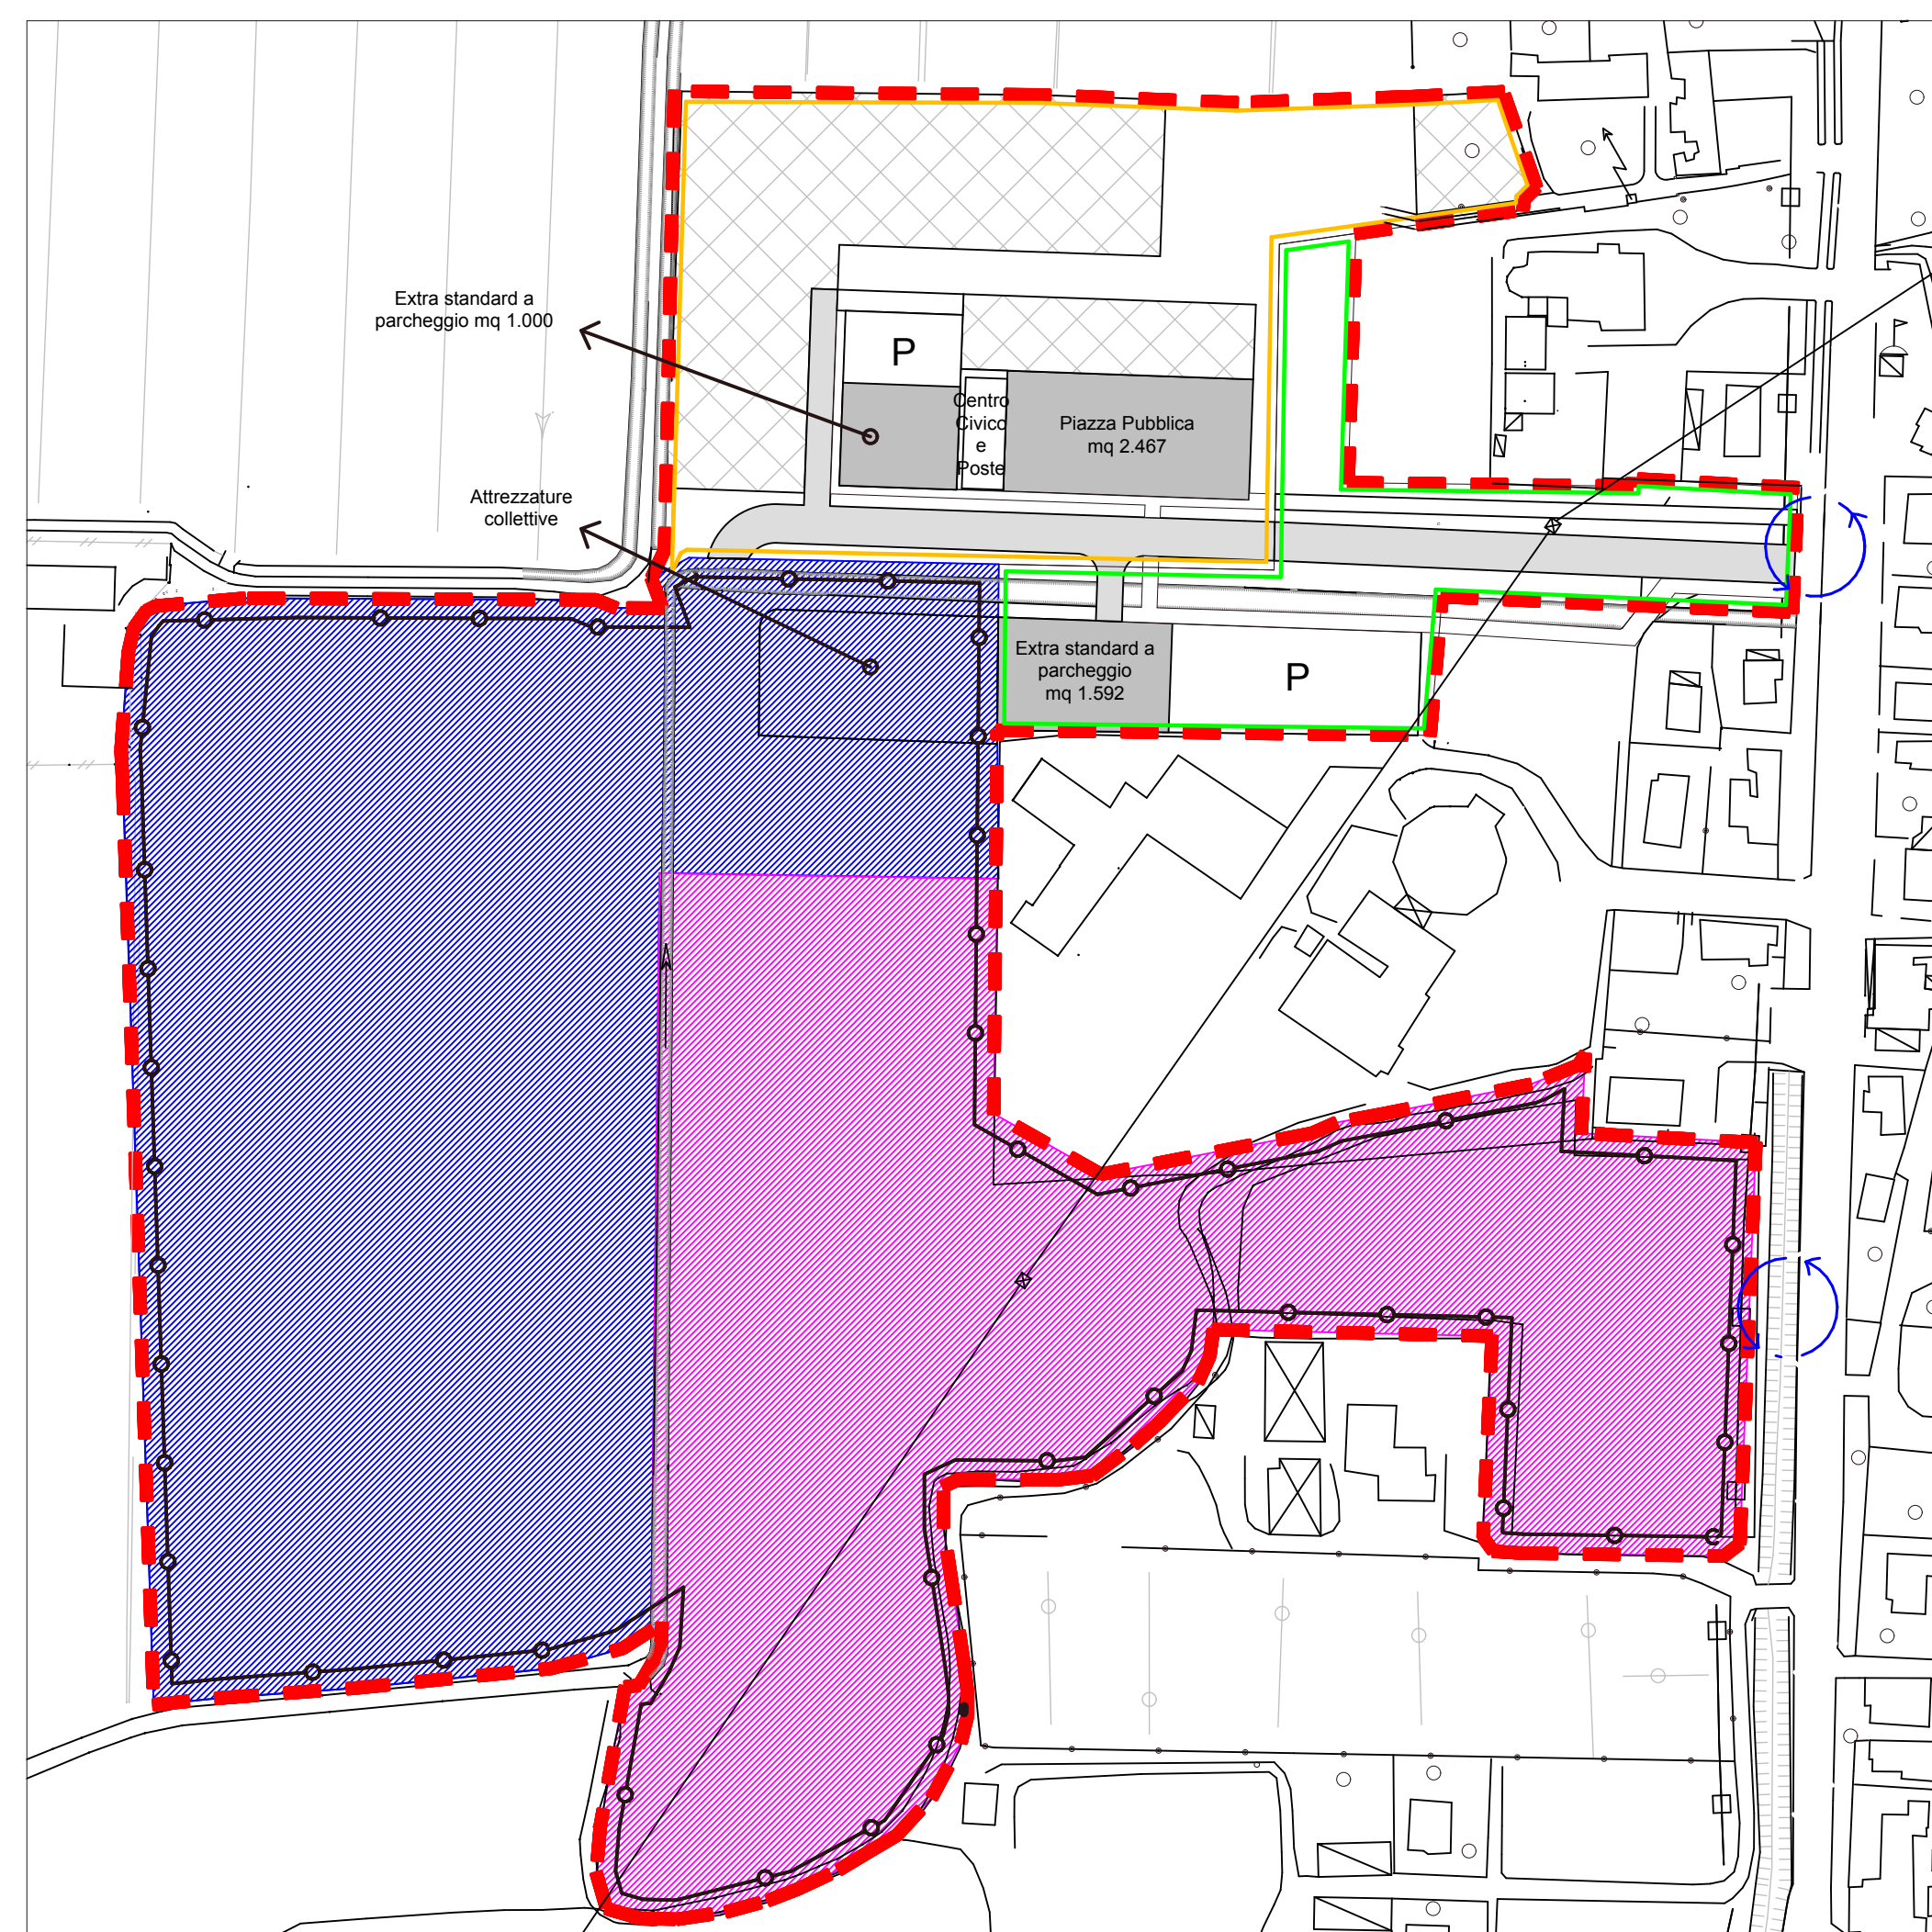 Extra standard a
parcheggio mq 1.000
P
Centro
Civico
e
Poste
Piazza Pubblica
mq 2.467
Attrezzature
collettive
Extra standard a
parcheggio
mq 1.592
P